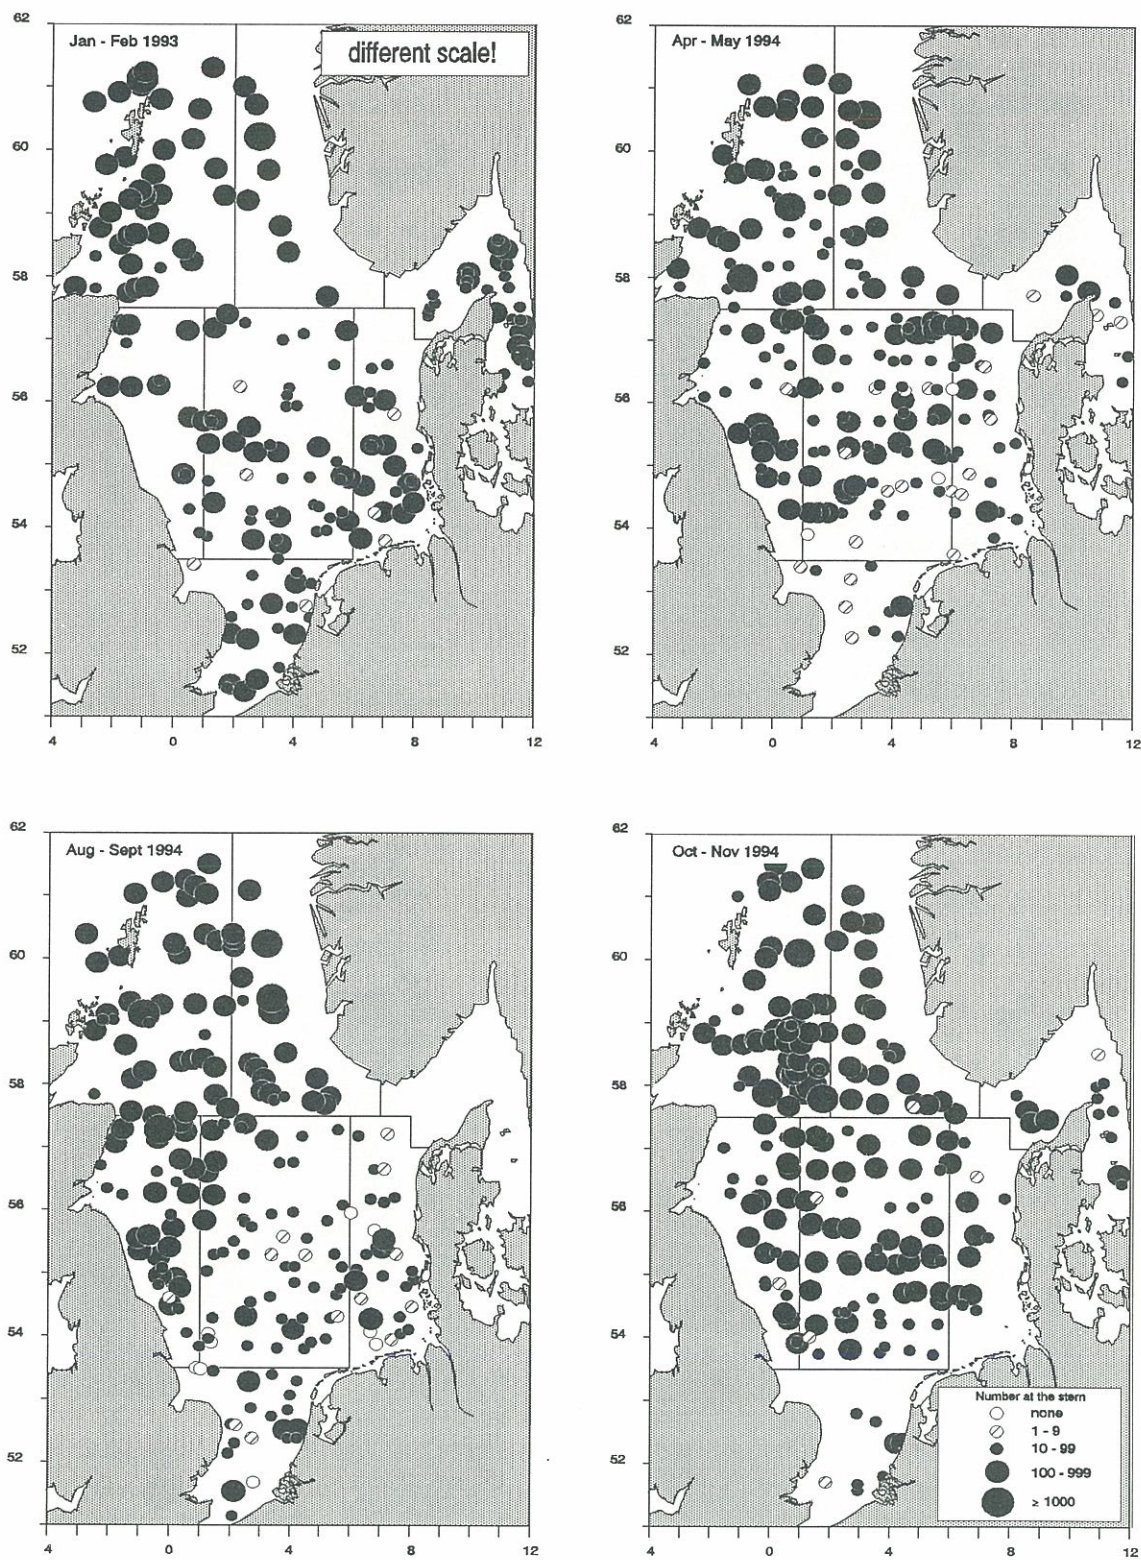 62
Jan - Feb 1993
different scale!
60
58
56
54
52
4 0 4 8 12
62
Apr - May 1994
60
58
56
54
52
4 0 4 8 12
62
Aug - Sept 1994
60
58
56
54
52
4 0 4 8 12
62
Oct - Nov 1994
60
58
56
54
52
Number at the stern
none
1 - 9
10 - 99
100 - 999
≥ 1000
4 0 4 8 12